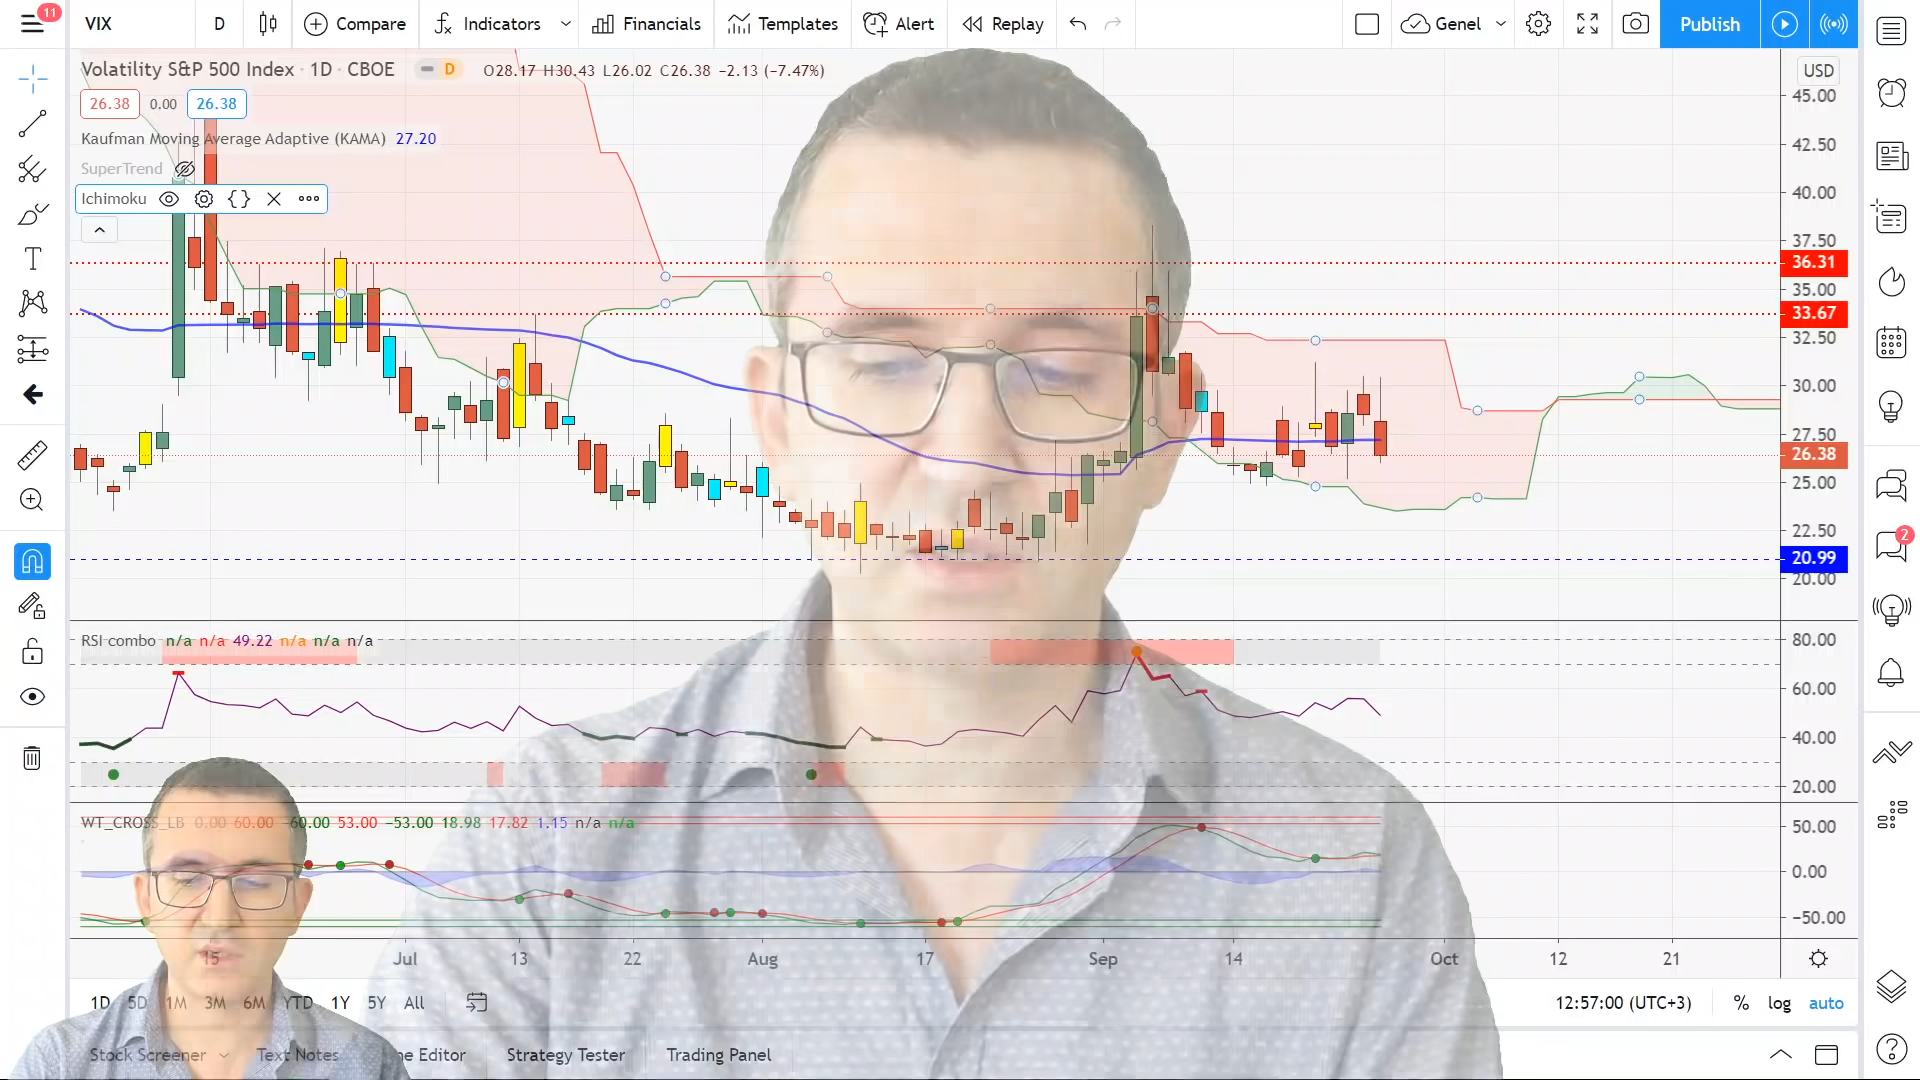 11
VIX D Compare Indicators Financials Templates Alert Replay Genel Publish
Volatility S&P 500 Index · 1D · CBOE D O28.17 H30.43 L26.02 C26.38 −2.13 (−7.47%) USD
26.38 0.00 26.38
Kaufman Moving Average Adaptive (KAMA) 27.20
SuperTrend
Ichimoku
45.00
42.50
40.00
37.50
36.31
35.00
33.67
32.50
30.00
27.50
26.38
25.00
22.50
20.99
20.00
2
RSI combo n/a n/a 49.22 n/a n/a n/a
80.00
60.00
40.00
20.00
WT_CROSS_LB 0.00 60.00 −60.00 53.00 −53.00 18.98 17.82 1.15 n/a n/a
50.00
0.00
−50.00
15 Jul 13 22 Aug 17 Sep 14 Oct 12 21
1D 5D 1M 3M 6M YTD 1Y 5Y All 12:57:00 (UTC+3) % log auto
Stock Screener Text Notes ne Editor Strategy Tester Trading Panel